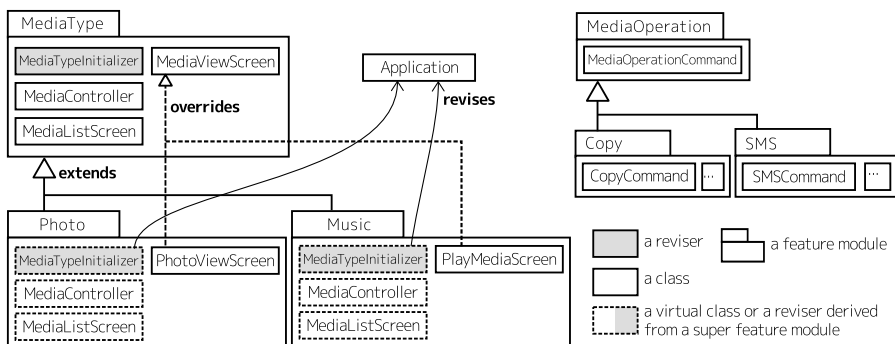 MediaType
MediaTypeInitializer
MediaViewScreen
MediaController
MediaListScreen
overrides
Application
revises
extends
MediaOperation
MediaOperationCommand
Copy
CopyCommand
...
SMS
SMSCommand
...
Photo
MediaTypeInitializer
PhotoViewScreen
MediaController
MediaListScreen
Music
MediaTypeInitializer
PlayMediaScreen
MediaController
MediaListScreen
a reviser
a feature module
a class
a virtual class or a reviser derived
from a super feature module